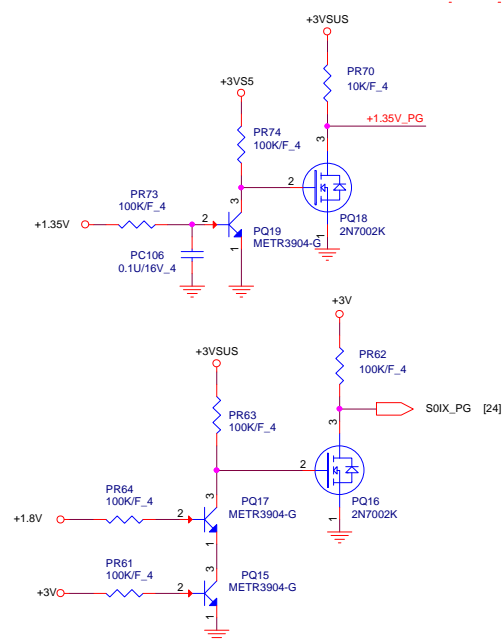 +3VSUS
PR70
10K/F_4
+1.35V_PG
3
2
PQ18
2N7002K
1
+3VS5
PR74
100K/F_4
3
PR73
100K/F_4
+1.35V
2
PQ19
METR3904-G
1
PC106
0.1U/16V_4
+3V
PR62
100K/F_4
S0IX_PG [24]
3
2
PQ16
2N7002K
1
+3VSUS
PR63
100K/F_4
3
PR64
100K/F_4
+1.8V
2
PQ17
METR3904-G
1
PR61
100K/F_4
+3V
3
2
PQ15
METR3904-G
1